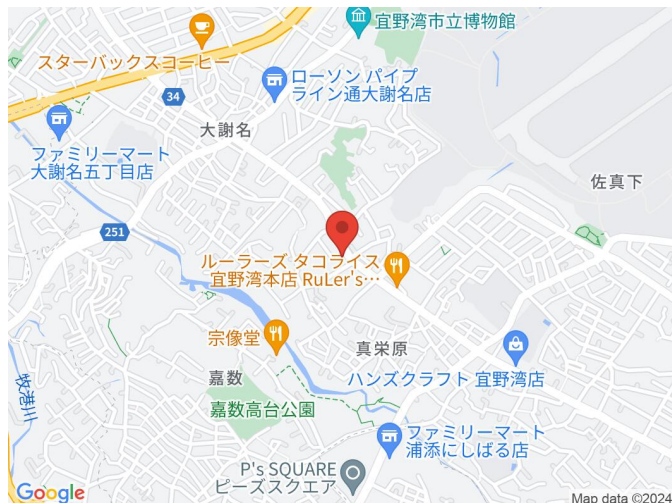 宜野湾市立博物館
スターバックスコーヒー
ローソン パイプ
ライン通大謝名店
34
大謝名
ファミリーマート
大謝名五丁目店
佐真下
251
ルーラーズ タコライス
宜野湾本店 RuLer's…
宗像堂
真栄原
嘉数
ハンズクラフト 宜野湾店
嘉数高台公園
牧港川
ファミリーマート
浦添にしばる店
P's SQUARE
ピーズスクエア
Google
Map data ©2024